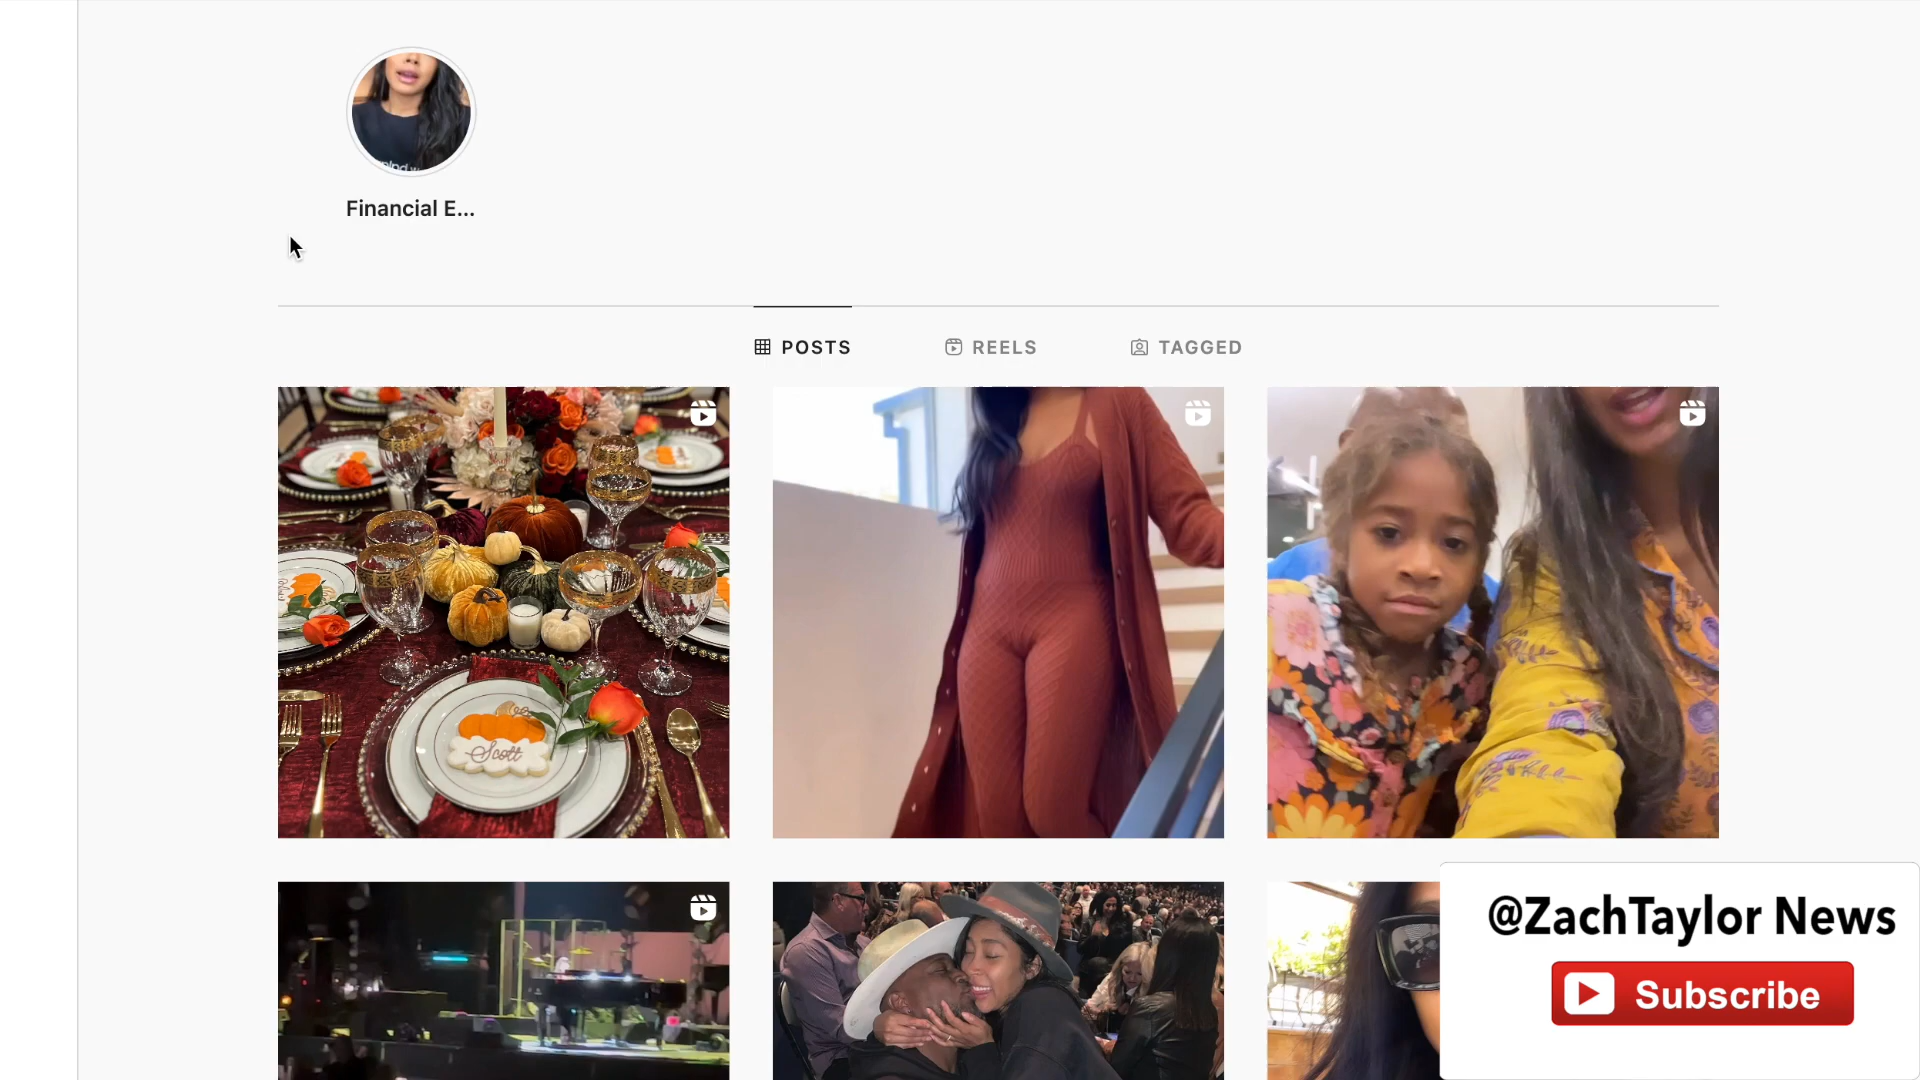 Financial E...
POSTS
REELS
TAGGED
Scott
@ZachTaylor News
Subscribe